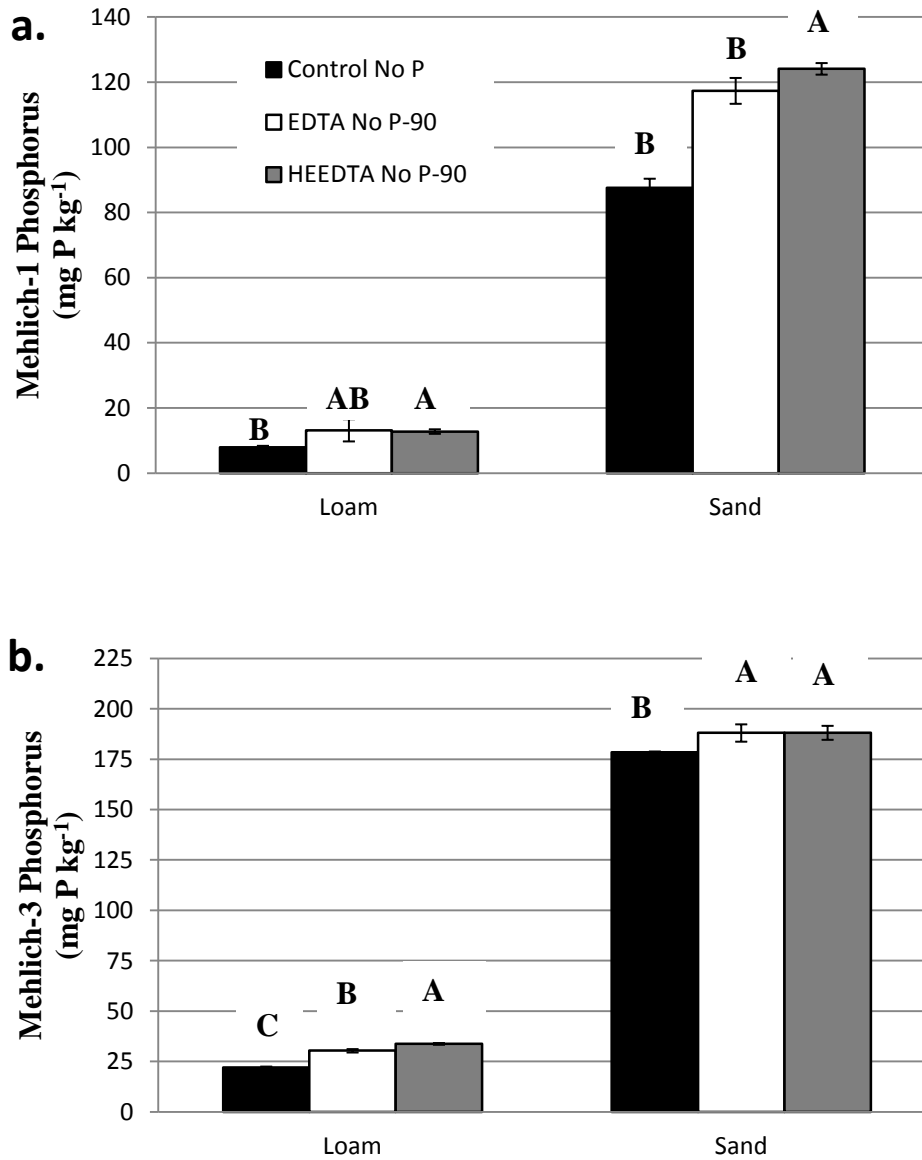 a.
Mehlich-1 Phosphorus
(mg P kg-1)
140
120
100
80
60
40
20
0
Control No P
EDTA No P-90
HEEDTA No P-90
B
AB
A
B
B
A
Loam
Sand
b.
Mehlich-3 Phosphorus
(mg P kg-1)
225
200
175
150
125
100
75
50
25
0
C
B
A
B
A
A
Loam
Sand